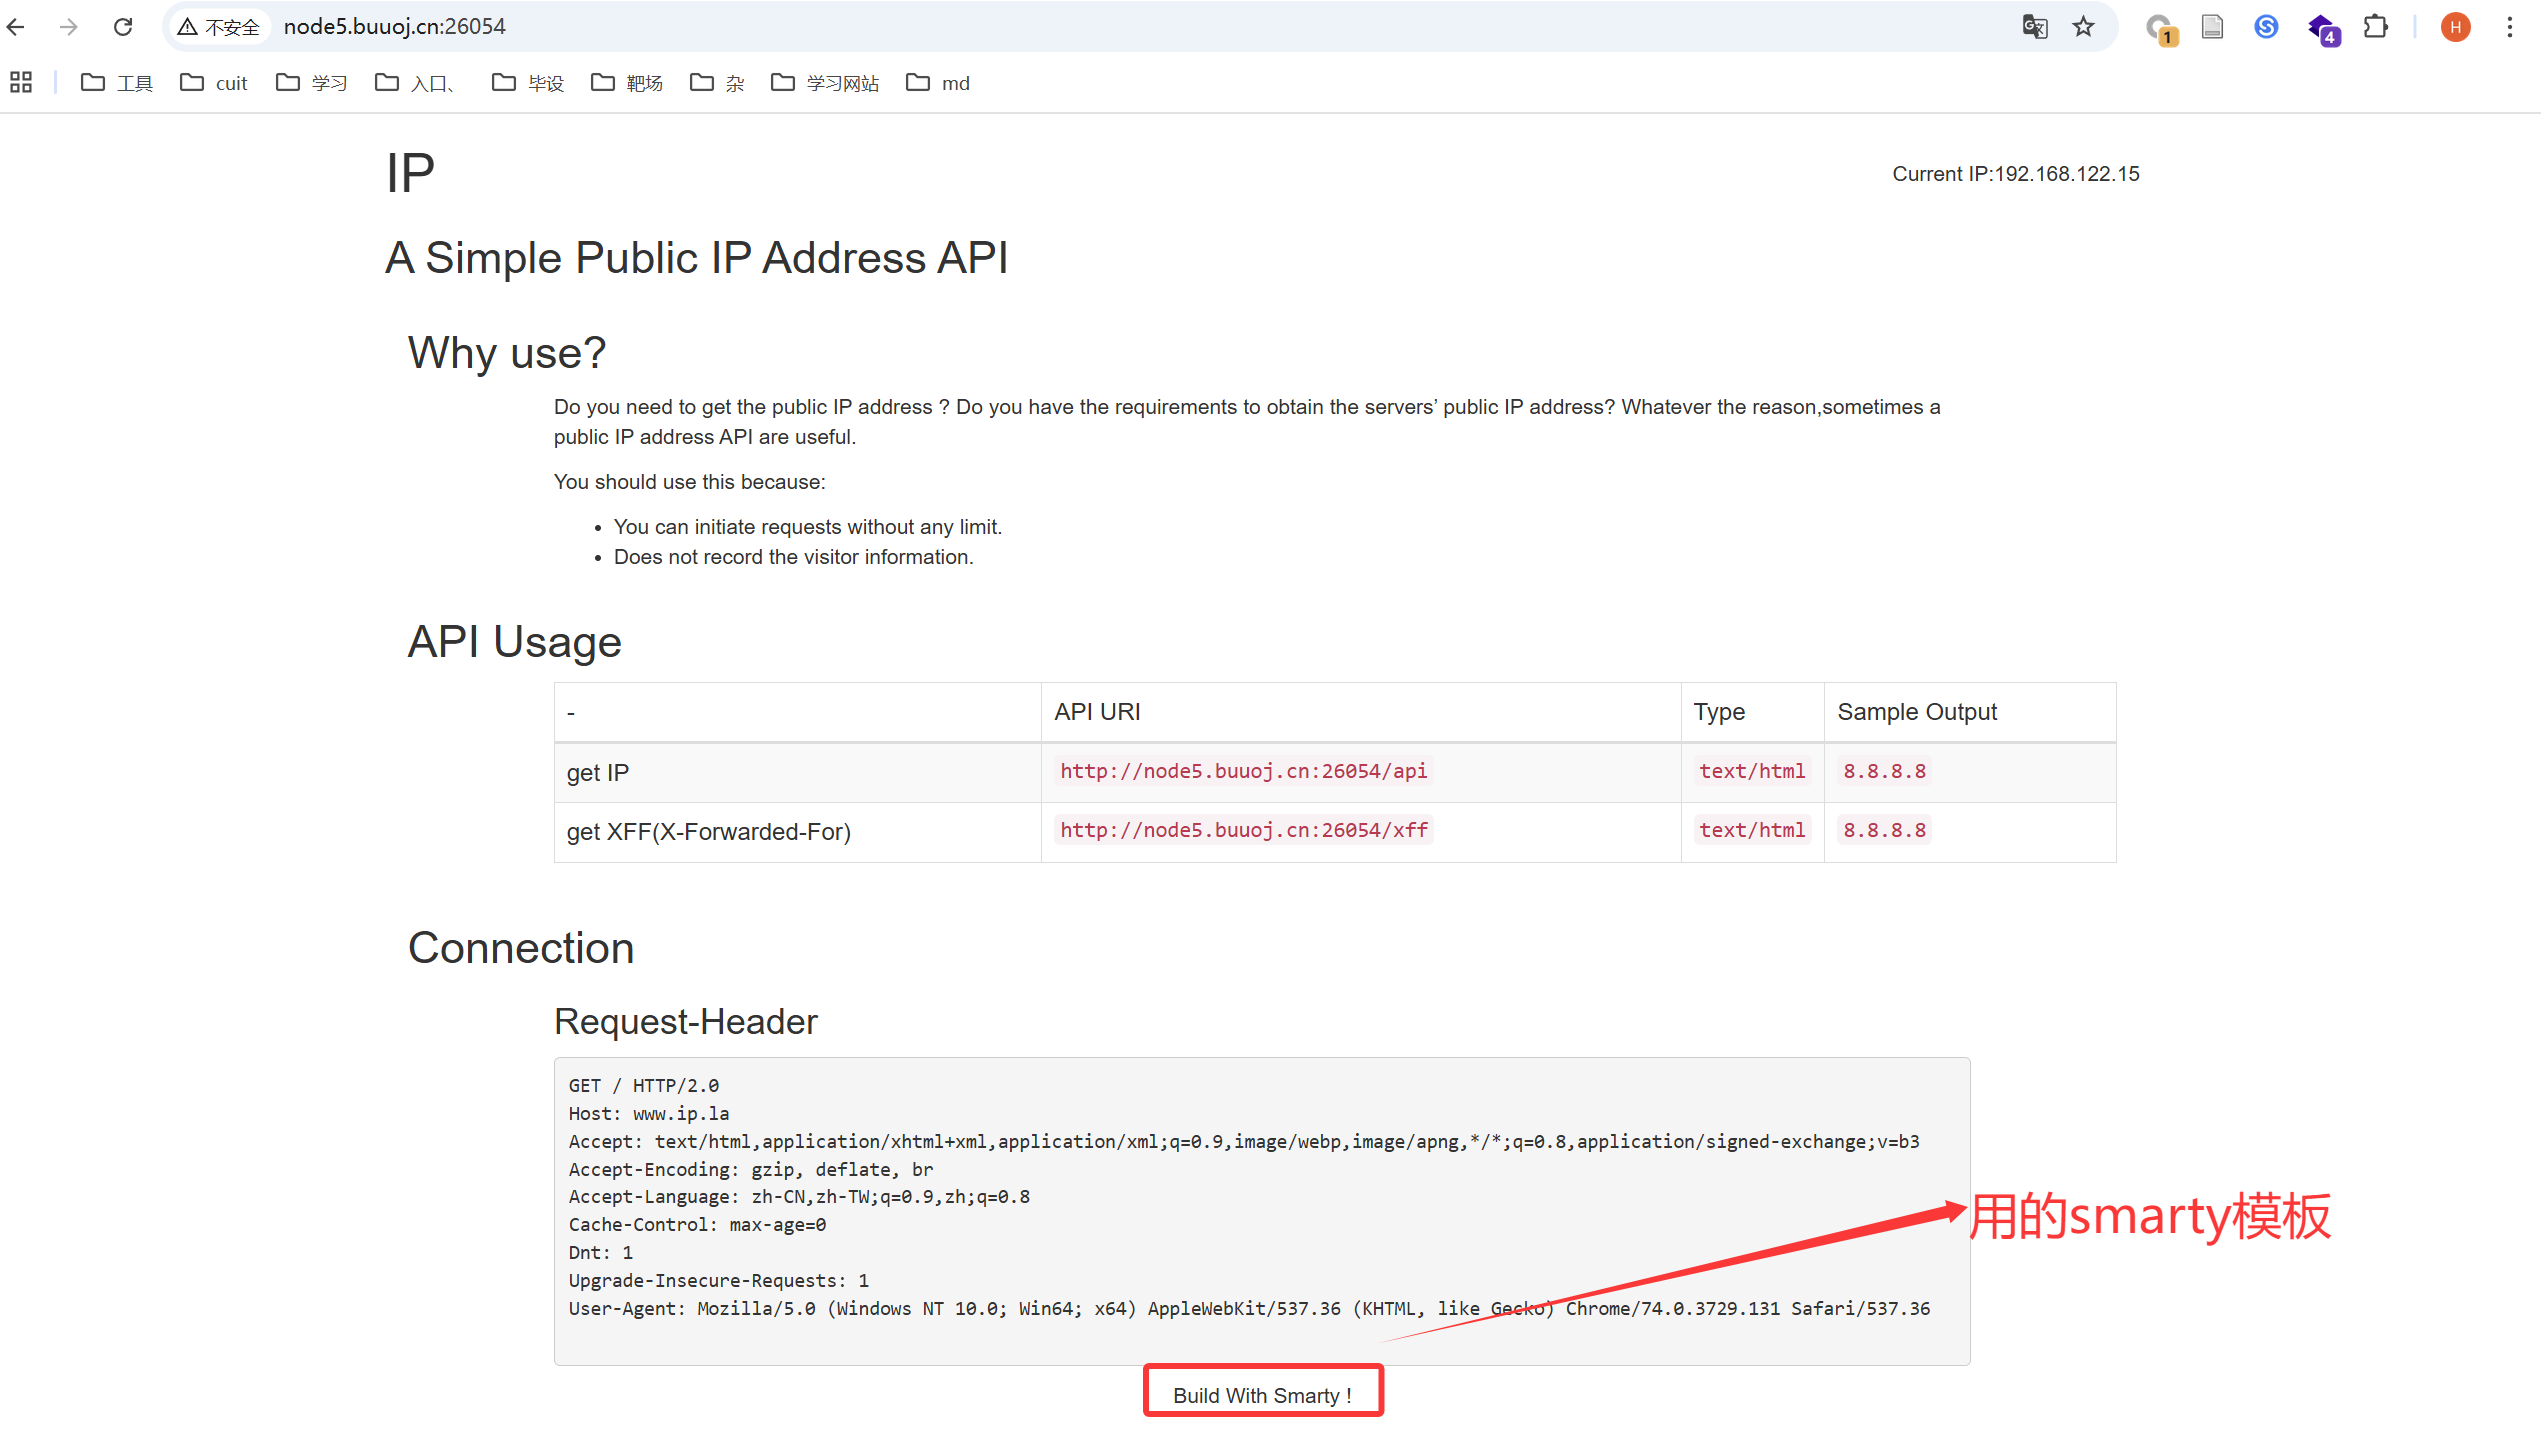 不安全 node5.buuoj.cn:26054
1
4
H
工具 cuit 学习 入口、 毕设 靶场 杂 学习网站 md
IP
Current IP:192.168.122.15
A Simple Public IP Address API
Why use?
Do you need to get the public IP address ? Do you have the requirements to obtain the servers’ public IP address? Whatever the reason,sometimes a
public IP address API are useful.
You should use this because:
• You can initiate requests without any limit.
• Does not record the visitor information.
API Usage
- API URI Type Sample Output
get IP http://node5.buuoj.cn:26054/api text/html 8.8.8.8
get XFF(X-Forwarded-For) http://node5.buuoj.cn:26054/xff text/html 8.8.8.8
Connection
Request-Header
GET / HTTP/2.0
Host: www.ip.la
Accept: text/html,application/xhtml+xml,application/xml;q=0.9,image/webp,image/apng,*/*;q=0.8,application/signed-exchange;v=b3
Accept-Encoding: gzip, deflate, br
Accept-Language: zh-CN,zh-TW;q=0.9,zh;q=0.8
Cache-Control: max-age=0
Dnt: 1
Upgrade-Insecure-Requests: 1
User-Agent: Mozilla/5.0 (Windows NT 10.0; Win64; x64) AppleWebKit/537.36 (KHTML, like Gecko) Chrome/74.0.3729.131 Safari/537.36
用的smarty模板
Build With Smarty !